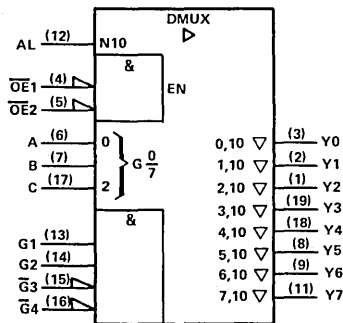 DMUX
▷
AL (12) N10
&
OE1 (4) EN
OE2 (5)
A (6) 0 0,10 ▽ (3) Y0
B (7) G 0/7 1,10 ▽ (2) Y1
C (17) 2 2,10 ▽ (1) Y2
3,10 ▽ (19) Y3
& 4,10 ▽ (18) Y4
G1 (13) 5,10 ▽ (8) Y5
G2 (14) 6,10 ▽ (9) Y6
G3 (15) 7,10 ▽ (11) Y7
G4 (16)